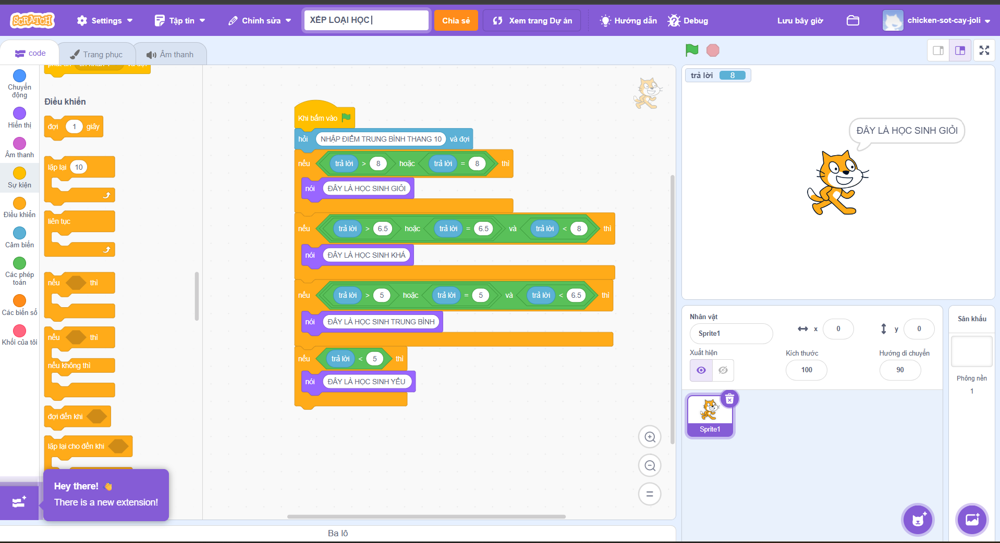 SCRATCH
Settings
Tập tin
Chỉnh sửa
XẾP LOẠI HỌC
Chia sẻ
Xem trang Dự án
Hướng dẫn
Debug
Lưu bây giờ
chicken-sot-cay-joli
code
Trang phục
Âm thanh
Chuyển động
Hiển thị
Âm thanh
Sự kiện
Điều khiển
Cảm biến
Các phép toán
Các biến số
Khối của tôi
Điều khiển
đợi 1 giây
lặp lại 10
liên tục
nếu thì
nếu thì
nếu không thì
đợi đến khi
lặp lại cho đến khi
Hey there! 👋
There is a new extension!
Khi bấm vào
hỏi NHẬP ĐIỂM TRUNG BÌNH THANG 10 và đợi
nếu trả lời > 8 hoặc trả lời = 8 thì
nói ĐÂY LÀ HỌC SINH GIỎI
nếu trả lời > 6.5 hoặc trả lời = 6.5 và trả lời < 8 thì
nói ĐÂY LÀ HỌC SINH KHÁ
nếu trả lời > 5 hoặc trả lời = 5 và trả lời < 6.5 thì
nói ĐÂY LÀ HỌC SINH TRUNG BÌNH
nếu trả lời < 5 thì
nói ĐÂY LÀ HỌC SINH YẾU
Ba lô
trả lời 8
ĐÂY LÀ HỌC SINH GIỎI
Nhân vật
Sprite1
x 0
y 0
Xuất hiện
Kích thước
100
Hướng di chuyển
90
Sprite1
Sân khấu
Phông nền
1